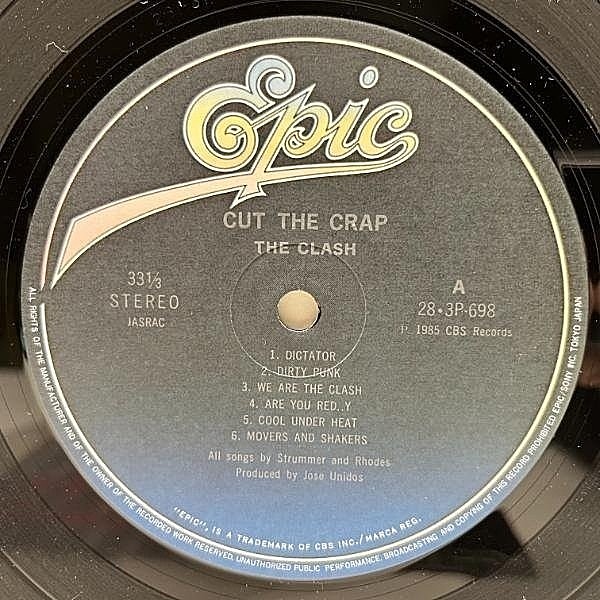 Epic
CUT THE CRAP
THE CLASH
33⅓
STEREO
JASRAC
A
28・3P-698
Ⓟ 1985 CBS Records
1. DICTATOR
2. DIRTY PUNK
3. WE ARE THE CLASH
4. ARE YOU RED..Y
5. COOL UNDER HEAT
6. MOVERS AND SHAKERS
All songs by Strummer and Rhodes
Produced by Jose Unidos
"EPIC", IS A TRADEMARK OF CBS INC./MARCA REG.
ALL RIGHTS OF THE MANUFACTURER AND OF THE OWNER OF THE RECORDED WORK RESERVED. UNAUTHORIZED PUBLIC PERFORMANCE, BROADCASTING AND COPYING OF THIS RECORD PROHIBITED EPIC/SONY INC. TOKYO JAPAN